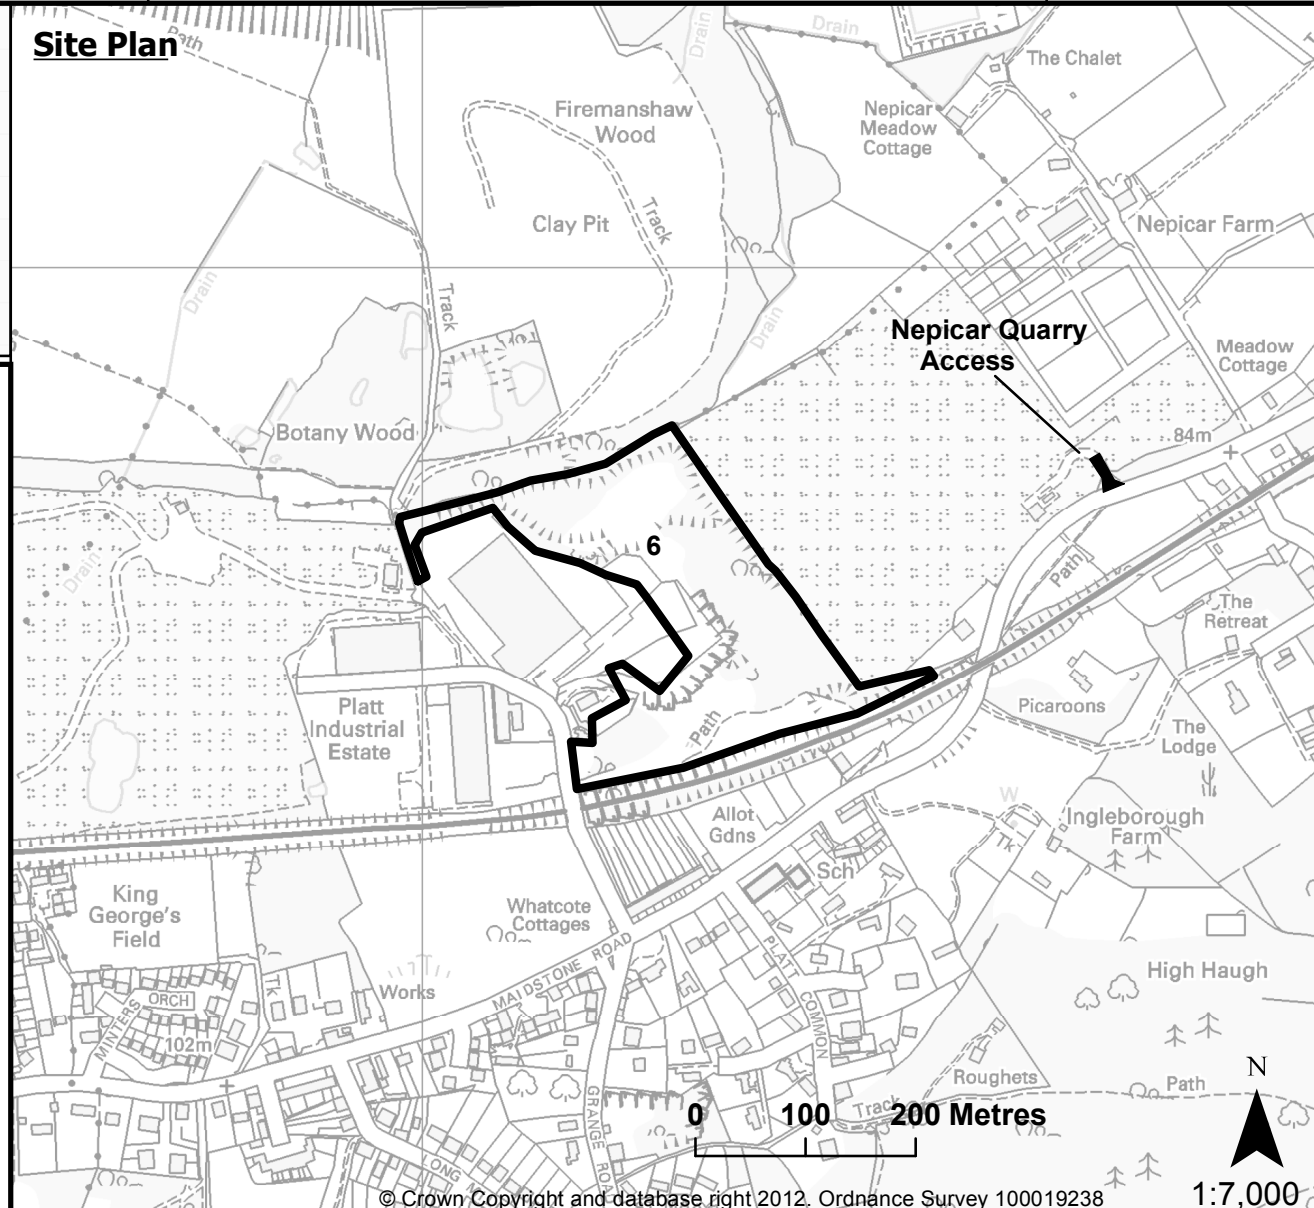 Site Plan
Path
Drain
Drain
The Chalet
Firemanshaw
Wood
Nepicar
Meadow
Cottage
Track
Clay Pit
Nepicar Farm
Drain
Track
Drain
Nepicar Quarry
Access
Meadow
Cottage
Botany Wood
84m
6
Drain
Path
The
Retreat
Platt
Industrial
Estate
Path
Picaroons
The
Lodge
W
Allot
Gdns
Tk
Ingleborough
Farm
Sch
King
George's
Field
Whatcote
Cottages
Tk
Works
MAIDSTONE ROAD
PLATT
COMMON
High Haugh
MINTERS
ORCH
102m
Roughets
Path
Track
GRANGE ROA
LONG
N
0 100 200 Metres
© Crown Copyright and database right 2012. Ordnance Survey 100019238
1:7,000